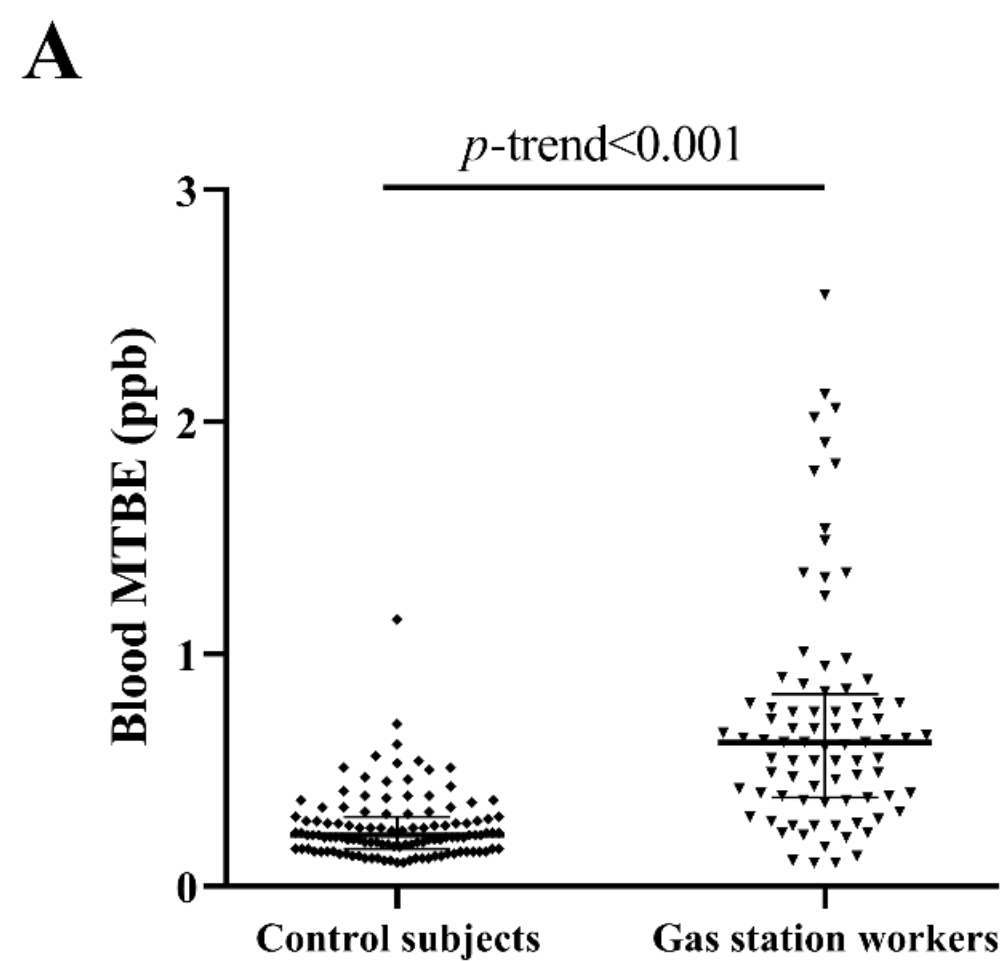 A
p-trend<0.001
3
2
1
0
Blood MTBE (ppb)
Control subjects
Gas station workers